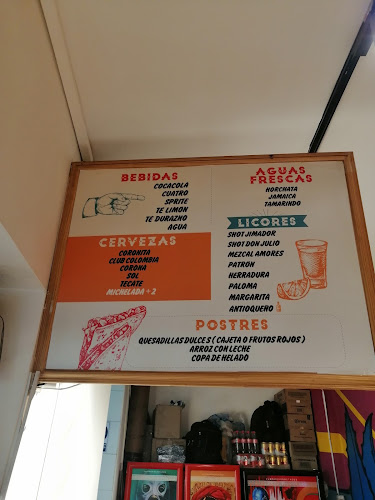 BEBIDAS
COCACOLA
CUATRO
SPRITE
TE LIMON
TE DURAZNO
AGUA
CERVEZAS
CORONITA
CLUB COLOMBIA
CORONA
SOL
TECATE
MICHELADA + 2
AGUAS
FRESCAS
HORCHATA
JAMAICA
TAMARINDO
LICORES
SHOT JIMADOR
SHOT DON JULIO
MEZCAL AMORES
PATRON
HERRADURA
PALOMA
MARGARITA
ANTIOQUEÑO
POSTRES
QUESADILLAS DULCES ( CAJETA O FRUTOS ROJOS )
ARROZ CON LECHE
COPA DE HELADO